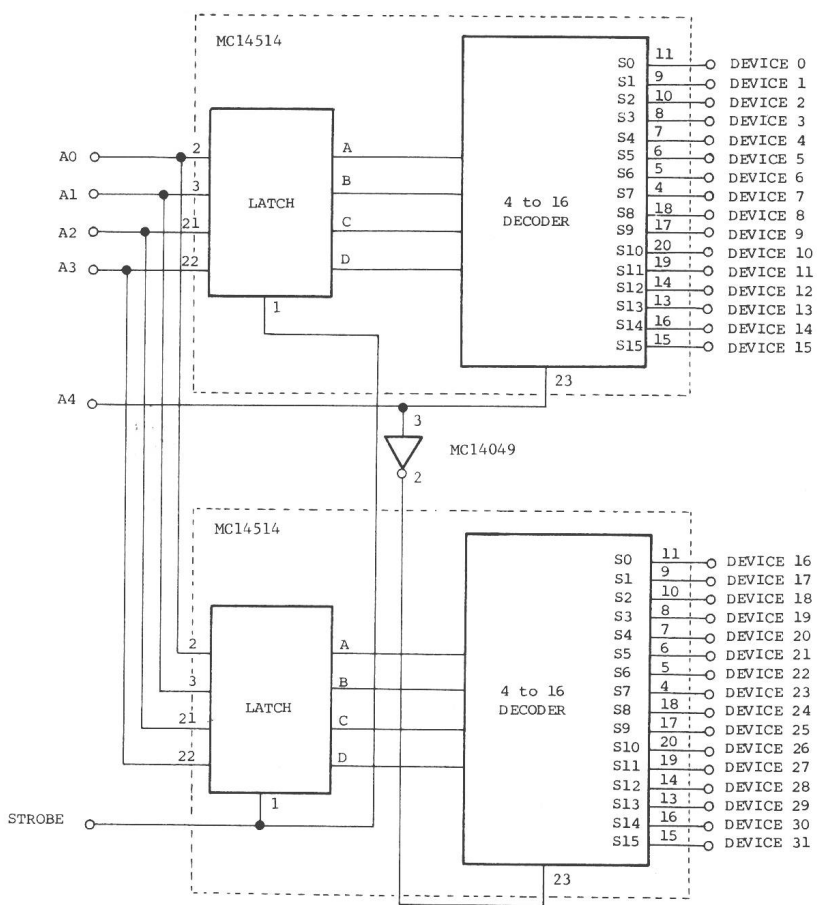 MC14514
11
S0
DEVICE 0
9
S1
DEVICE 1
10
S2
DEVICE 2
8
S3
DEVICE 3
7
S4
DEVICE 4
6
S5
DEVICE 5
5
S6
DEVICE 6
4
S7
DEVICE 7
18
S8
DEVICE 8
17
S9
DEVICE 9
20
S10
DEVICE 10
19
S11
DEVICE 11
14
S12
DEVICE 12
13
S13
DEVICE 13
16
S14
DEVICE 14
15
S15
DEVICE 15
A0
2
A
A1
3
B
A2
21
C
A3
22
D
LATCH
4 to 16
DECODER
1
23
A4
3
MC14049
2
MC14514
11
S0
DEVICE 16
9
S1
DEVICE 17
10
S2
DEVICE 18
8
S3
DEVICE 19
7
S4
DEVICE 20
6
S5
DEVICE 21
5
S6
DEVICE 22
4
S7
DEVICE 23
18
S8
DEVICE 24
17
S9
DEVICE 25
20
S10
DEVICE 26
19
S11
DEVICE 27
14
S12
DEVICE 28
13
S13
DEVICE 29
16
S14
DEVICE 30
15
S15
DEVICE 31
2
A
3
B
21
C
22
D
LATCH
4 to 16
DECODER
1
STROBE
23